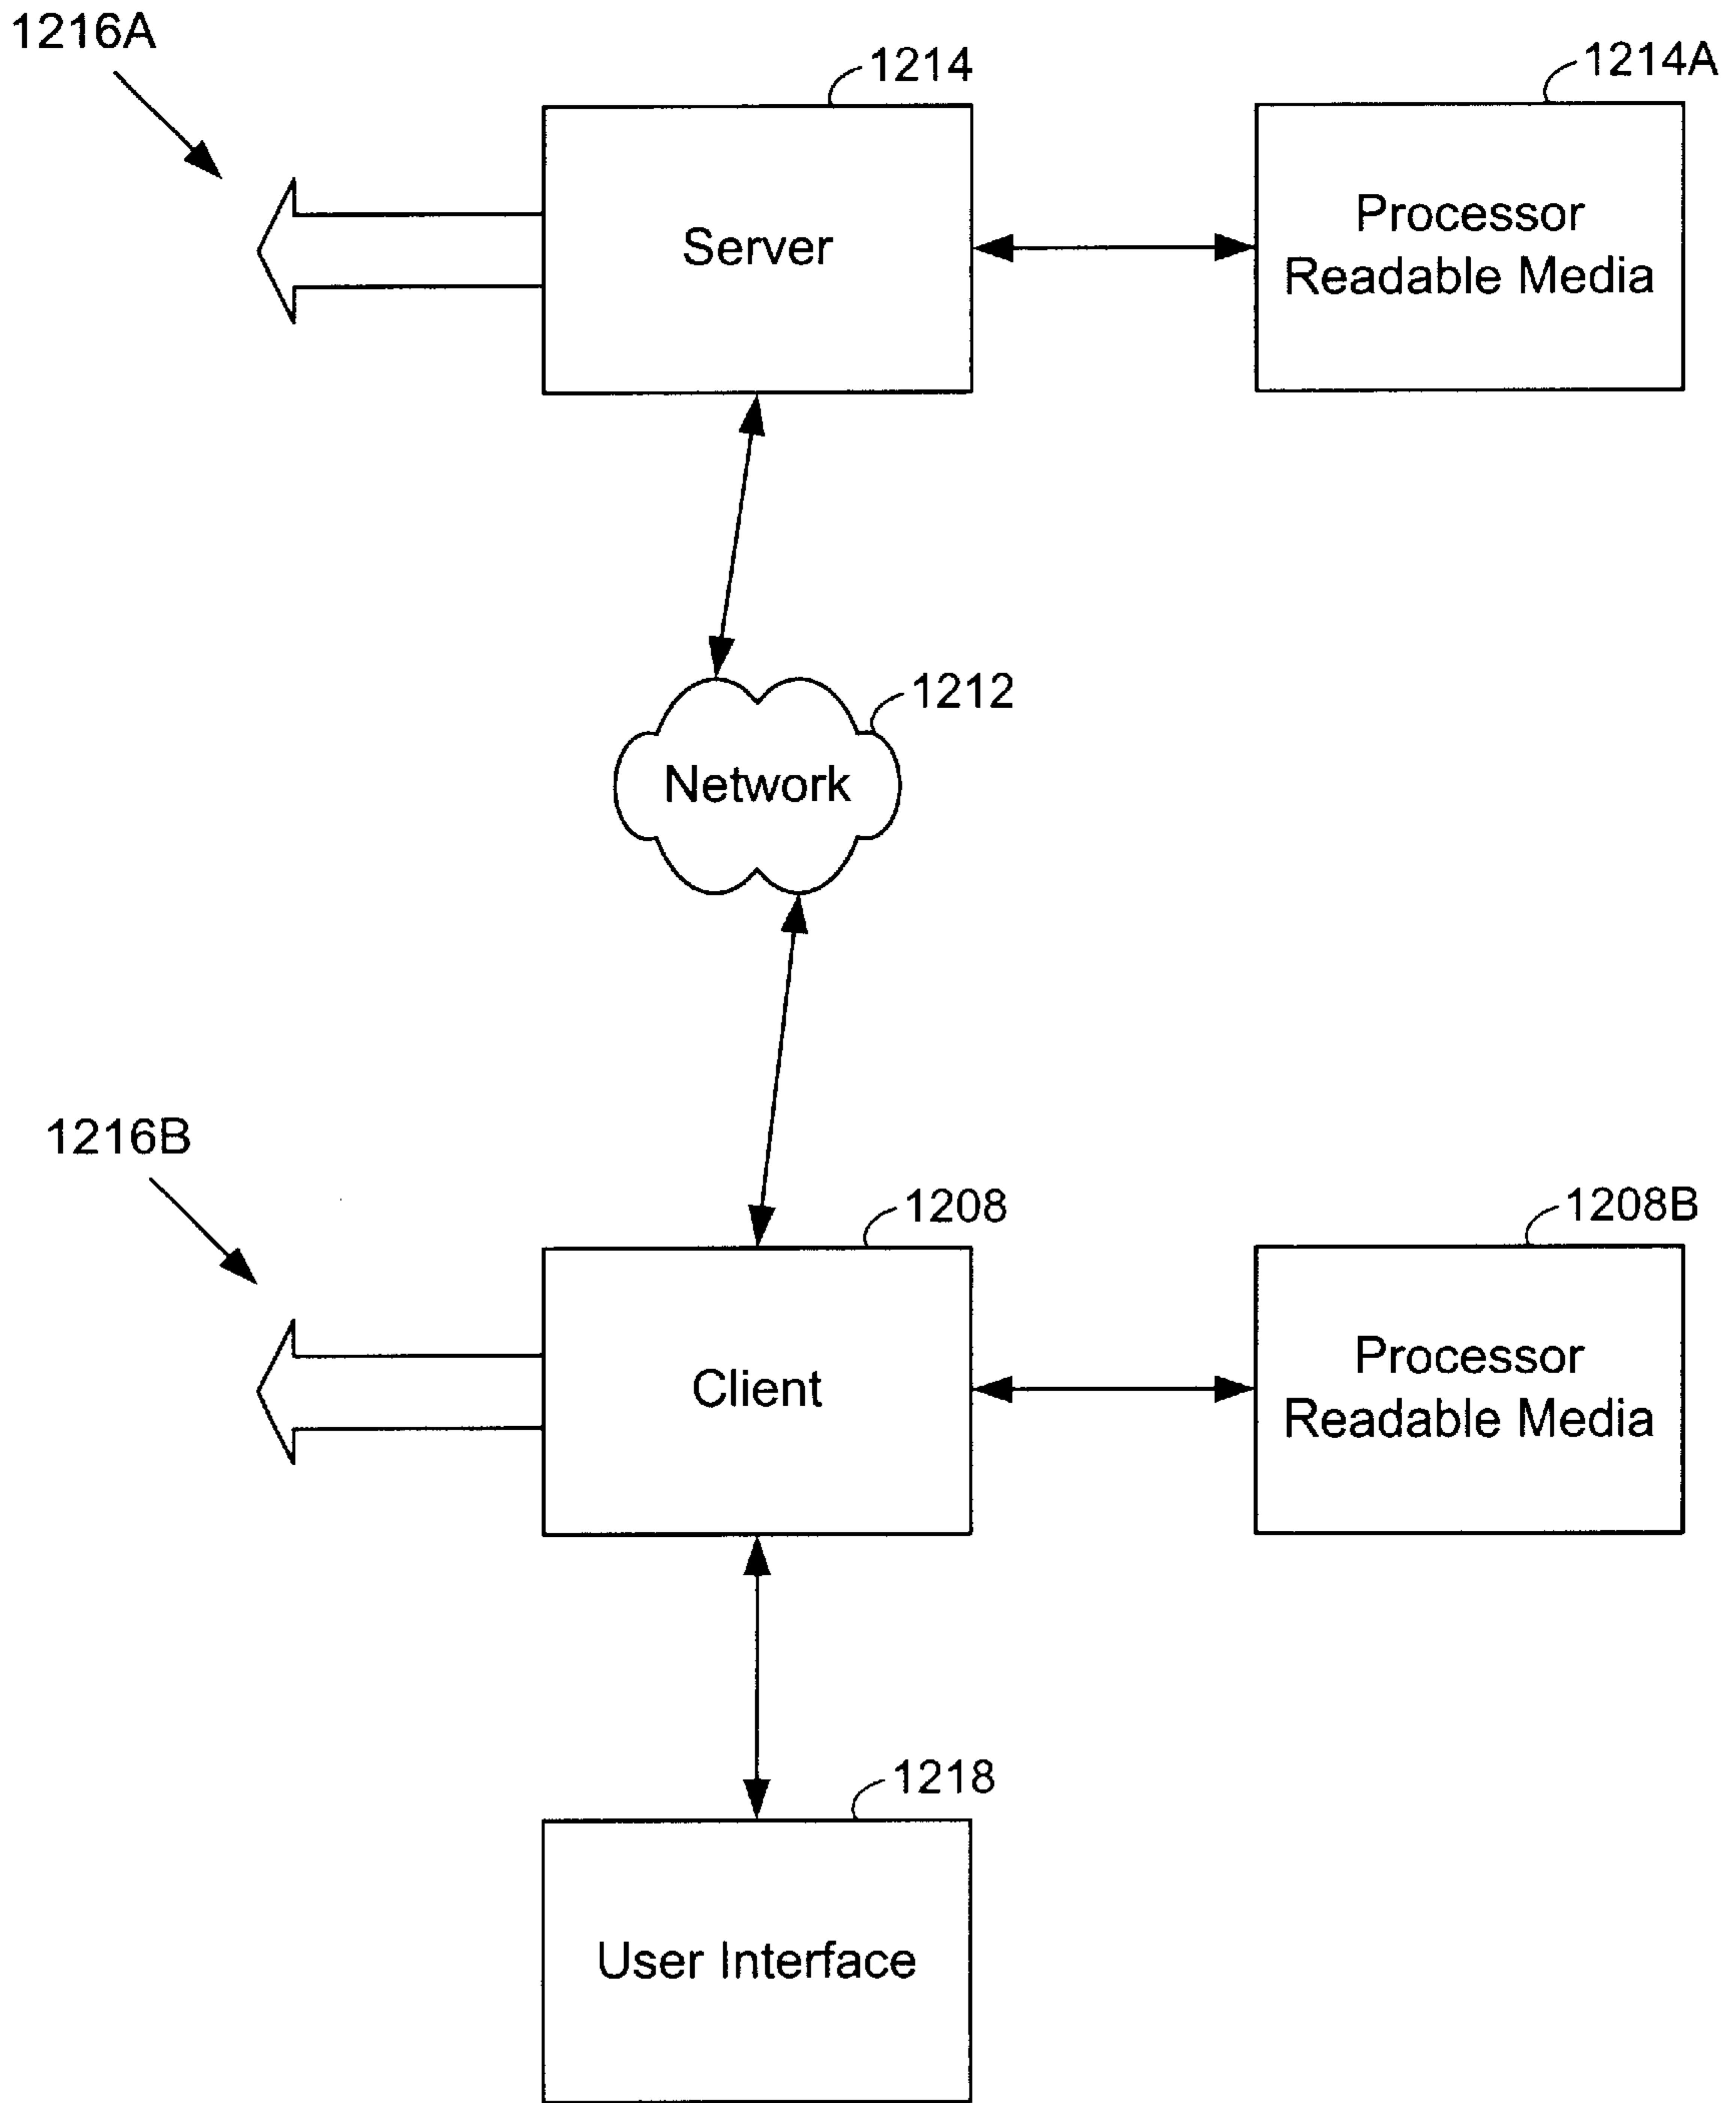 1216A
1214
1214A
Server
Processor
Readable Media
1212
Network
1216B
1208
1208B
Client
Processor
Readable Media
1218
User Interface